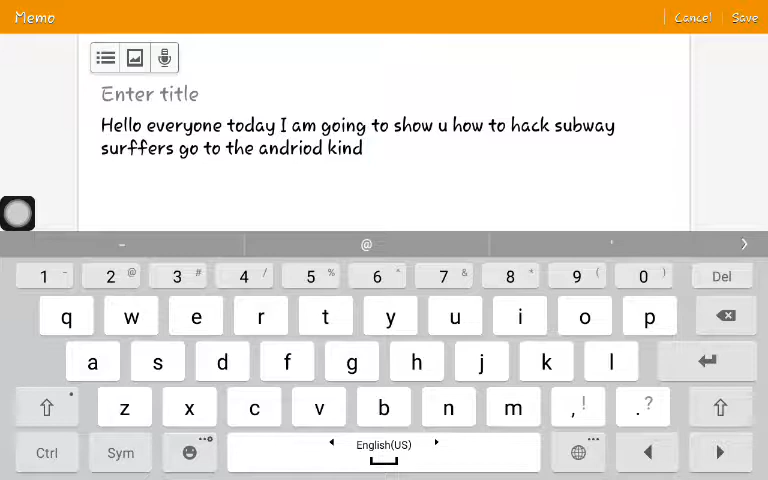 Memo
Cancel Save
Enter title
Hello everyone today I am going to show u how to hack subway
surffers go to the andriod kind
- @ '
1 - 2 @ 3 # 4 / 5 % 6 ^ 7 & 8 * 9 ( 0 ) Del
q w e r t y u i o p
a s d f g h j k l
z x c v b n m , ! . ?
Ctrl Sym English(US)